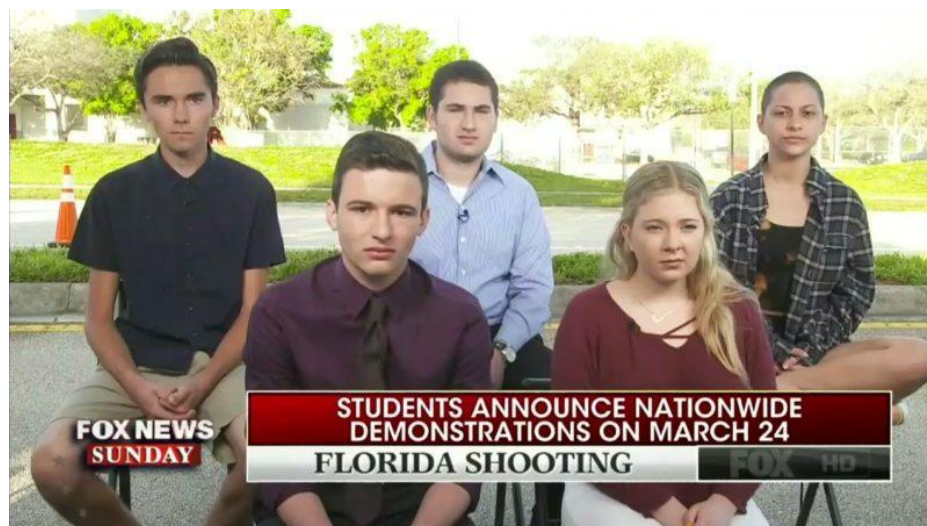 STUDENTS ANNOUNCE NATIONWIDE
DEMONSTRATIONS ON MARCH 24
FOX NEWS
SUNDAY
FLORIDA SHOOTING
FOX HD